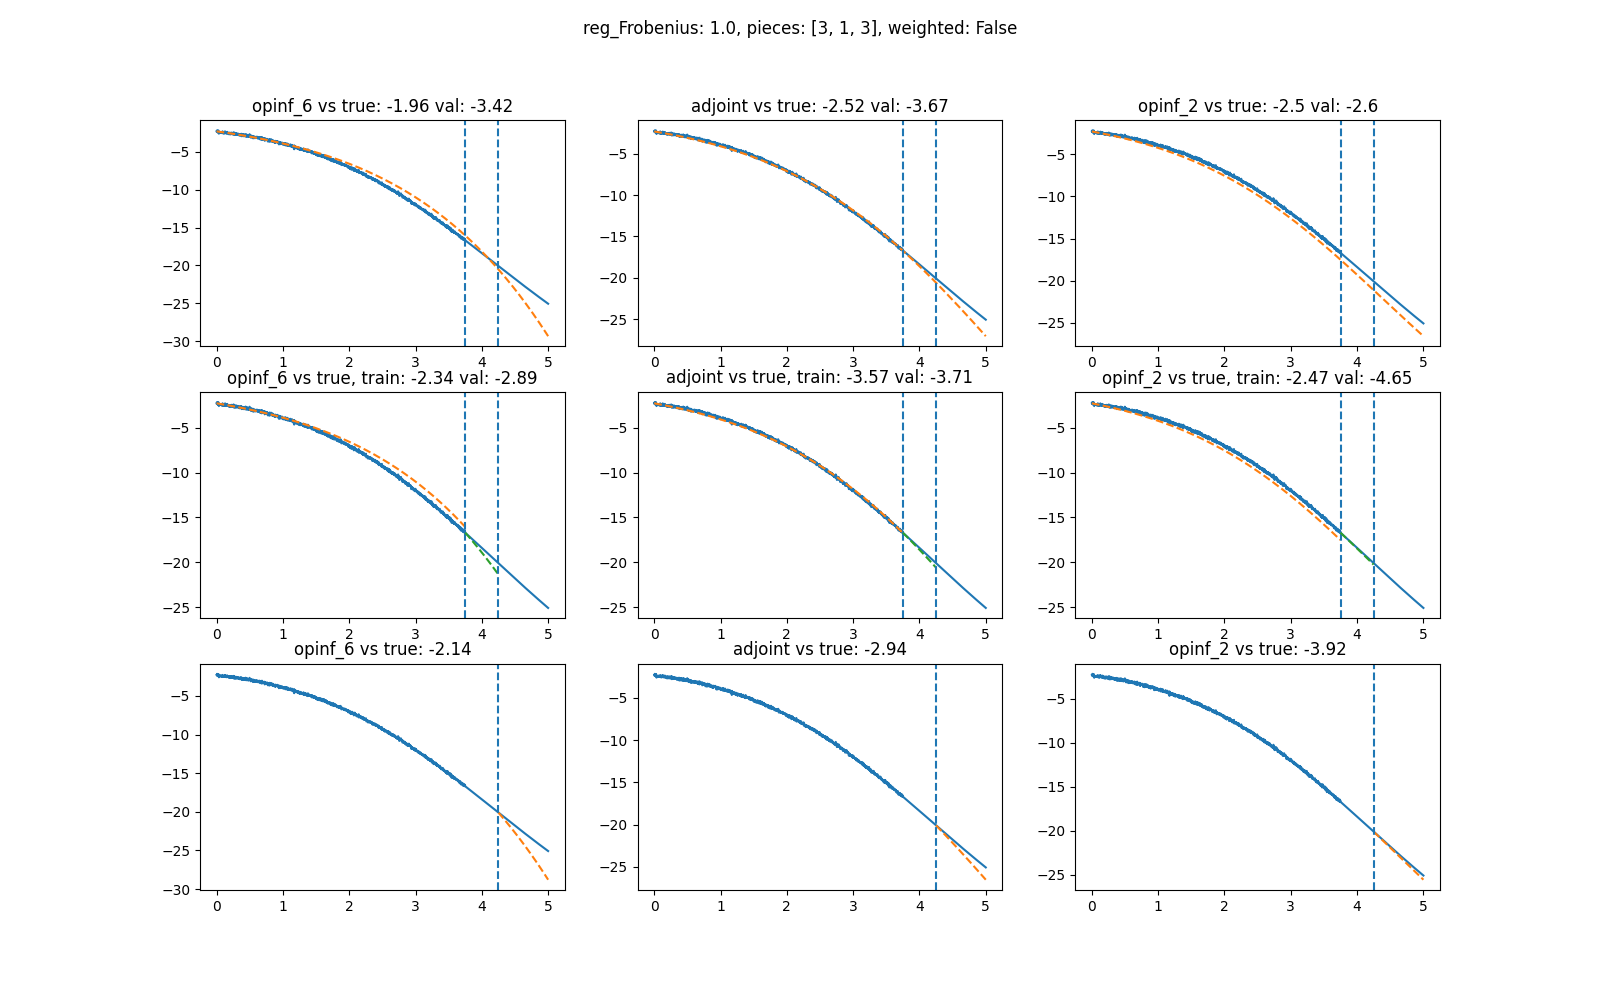 reg_Frobenius: 1.0, pieces: [3, 1, 3], weighted: False
opinf_6 vs true: -1.96 val: -3.42
−5
−10
−15
−20
−25
−30
0 1 2 3 4 5
adjoint vs true: -2.52 val: -3.67
−5
−10
−15
−20
−25
0 1 2 3 4 5
opinf_2 vs true: -2.5 val: -2.6
−5
−10
−15
−20
−25
0 1 2 3 4 5
opinf_6 vs true, train: -2.34 val: -2.89
−5
−10
−15
−20
−25
0 1 2 3 4 5
adjoint vs true, train: -3.57 val: -3.71
−5
−10
−15
−20
−25
0 1 2 3 4 5
opinf_2 vs true, train: -2.47 val: -4.65
−5
−10
−15
−20
−25
0 1 2 3 4 5
opinf_6 vs true: -2.14
−5
−10
−15
−20
−25
−30
0 1 2 3 4 5
adjoint vs true: -2.94
−5
−10
−15
−20
−25
0 1 2 3 4 5
opinf_2 vs true: -3.92
−5
−10
−15
−20
−25
0 1 2 3 4 5